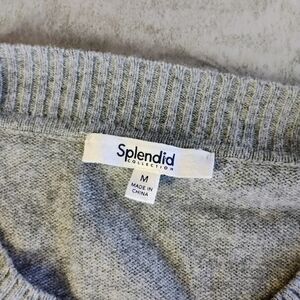 Splendid
COLLECTION
M
MADE IN
CHINA